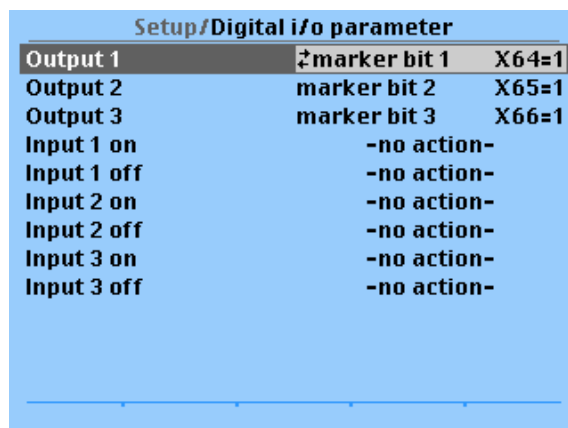 Setup/Digital i/o parameter
Output 1 ⇄marker bit 1 X64=1
Output 2 marker bit 2 X65=1
Output 3 marker bit 3 X66=1
Input 1 on -no action-
Input 1 off -no action-
Input 2 on -no action-
Input 2 off -no action-
Input 3 on -no action-
Input 3 off -no action-